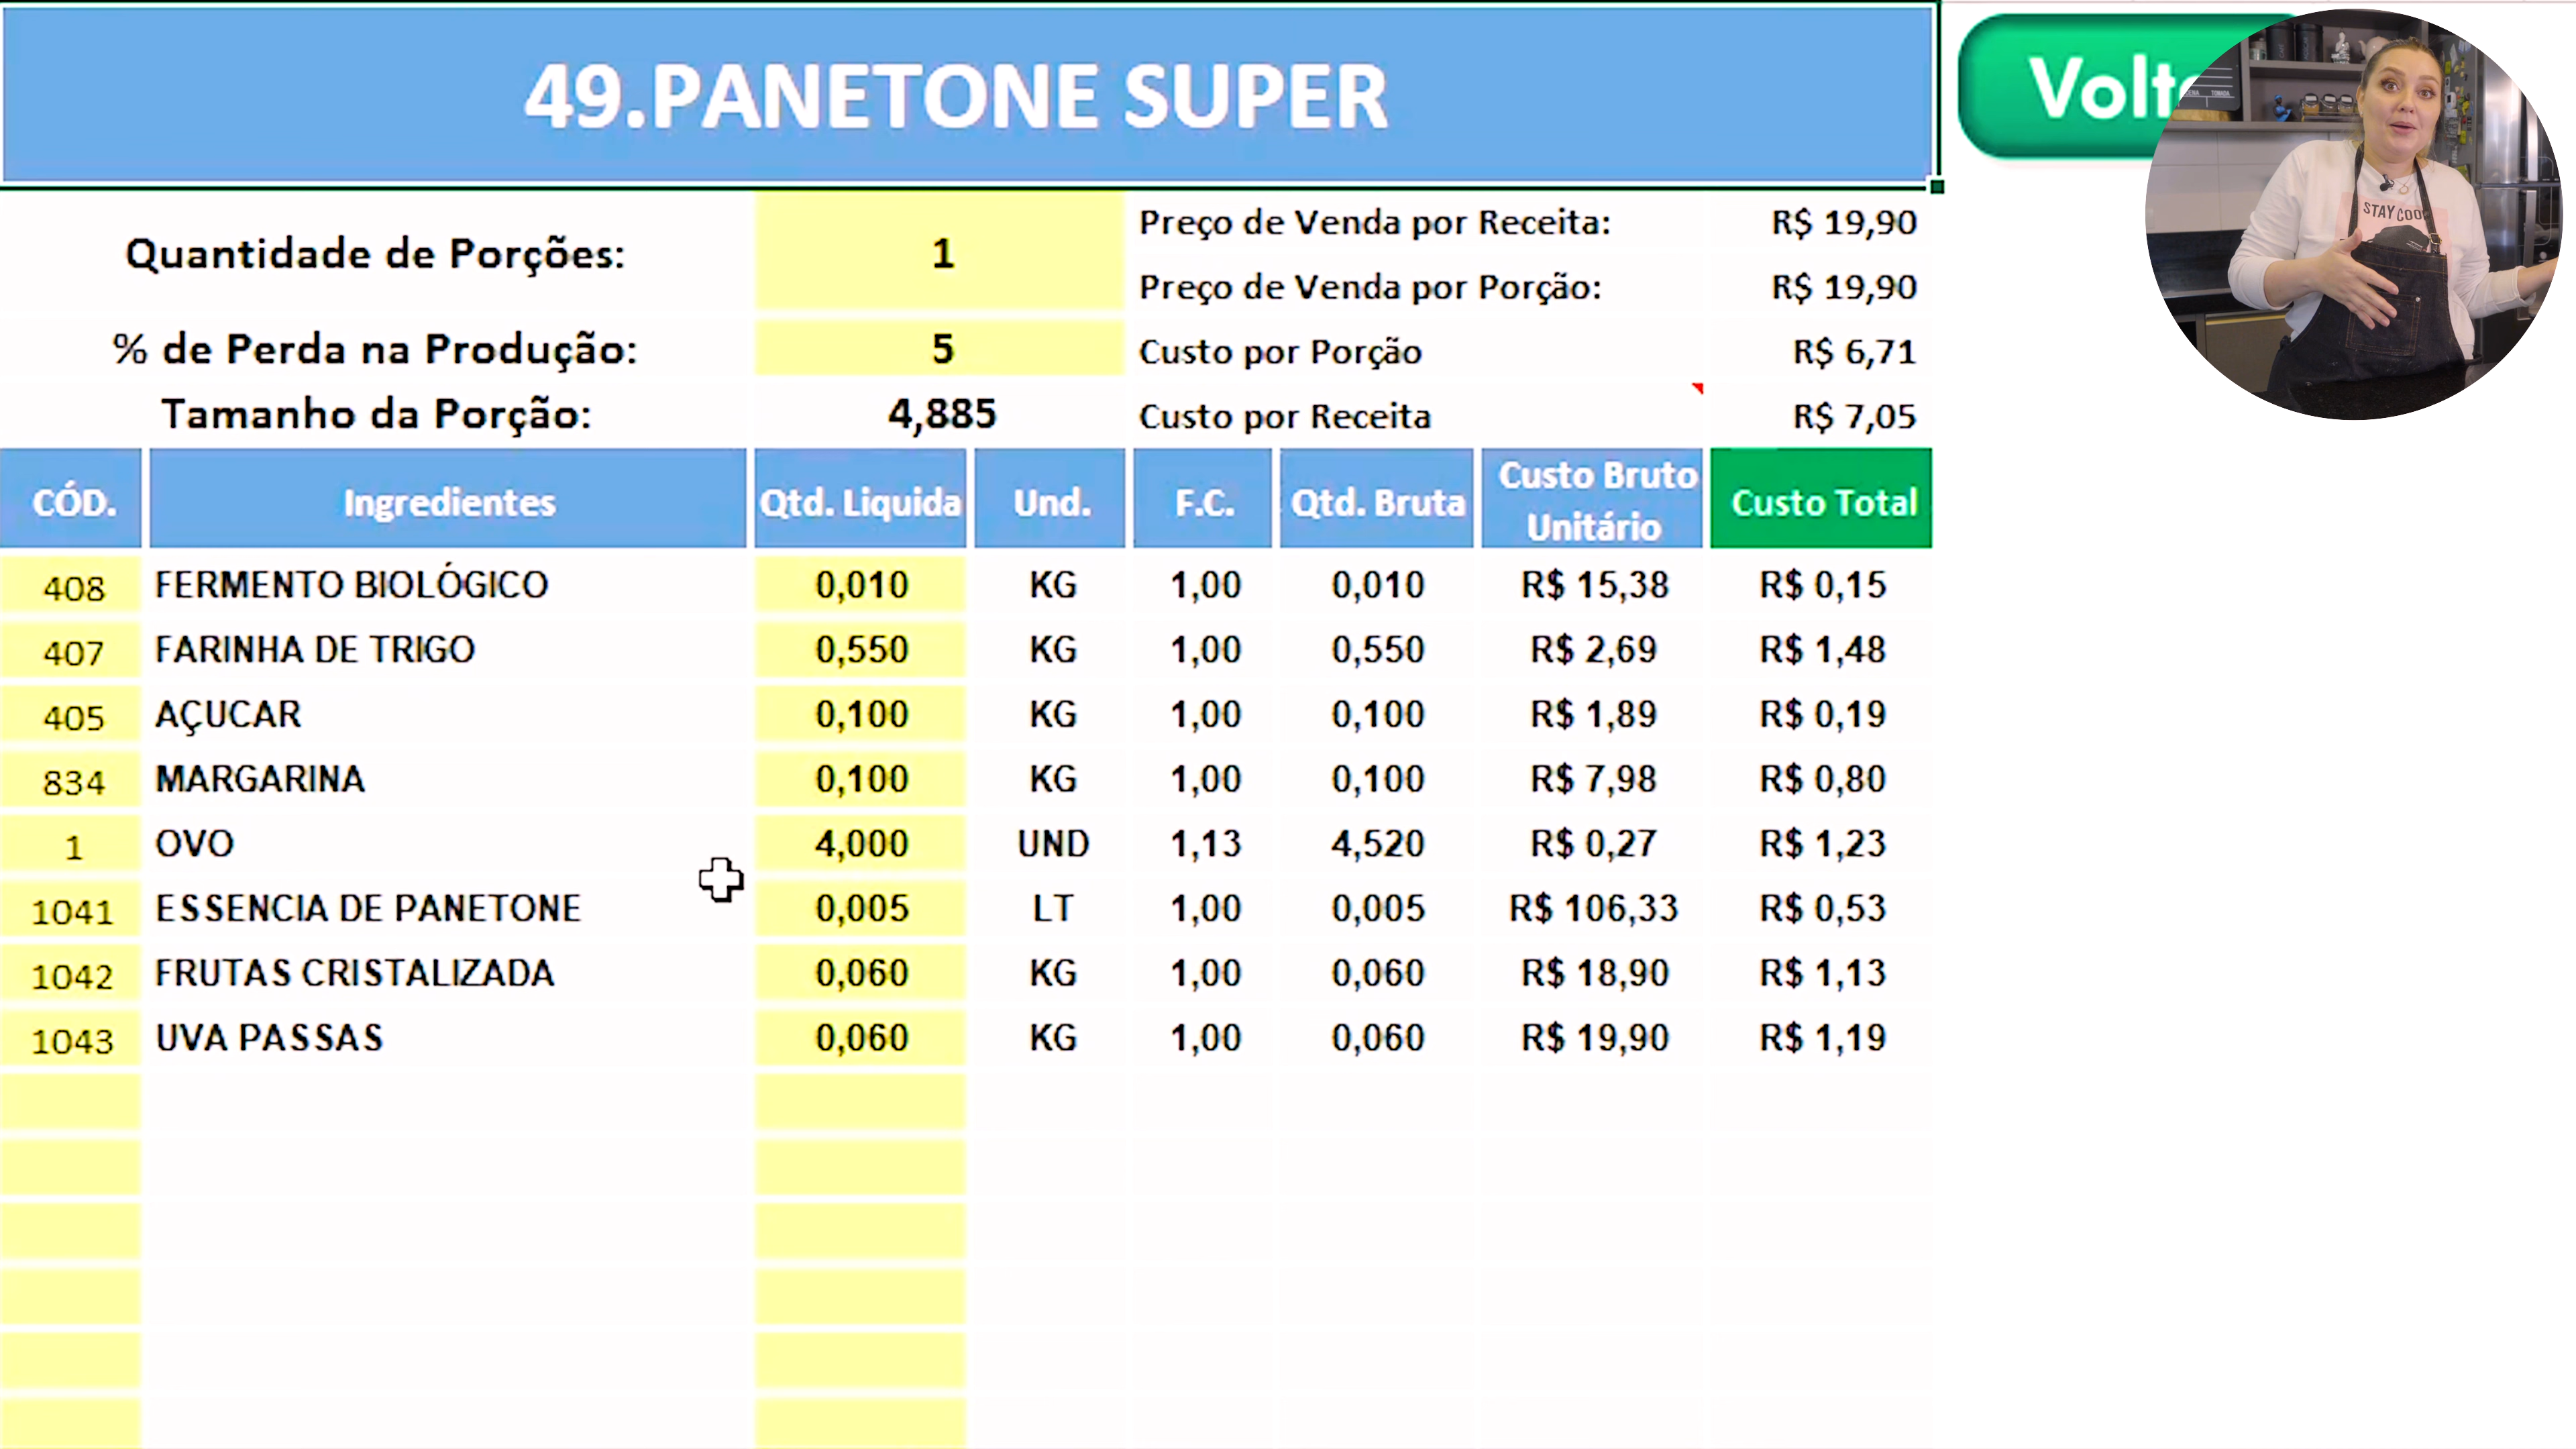 49.PANETONE SUPER
Quantidade de Porções: 1
Preço de Venda por Receita: R$ 19,90
Preço de Venda por Porção: R$ 19,90
% de Perda na Produção: 5 Custo por Porção R$ 6,71
Tamanho da Porção: 4,885 Custo por Receita R$ 7,05
CÓD. Ingredientes Qtd. Liquida Und. F.C. Qtd. Bruta Custo Bruto Unitário Custo Total
408 FERMENTO BIOLÓGICO 0,010 KG 1,00 0,010 R$ 15,38 R$ 0,15
407 FARINHA DE TRIGO 0,550 KG 1,00 0,550 R$ 2,69 R$ 1,48
405 AÇUCAR 0,100 KG 1,00 0,100 R$ 1,89 R$ 0,19
834 MARGARINA 0,100 KG 1,00 0,100 R$ 7,98 R$ 0,80
1 OVO 4,000 UND 1,13 4,520 R$ 0,27 R$ 1,23
1041 ESSENCIA DE PANETONE 0,005 LT 1,00 0,005 R$ 106,33 R$ 0,53
1042 FRUTAS CRISTALIZADA 0,060 KG 1,00 0,060 R$ 18,90 R$ 1,13
1043 UVA PASSAS 0,060 KG 1,00 0,060 R$ 19,90 R$ 1,19
STAY
TOMADA